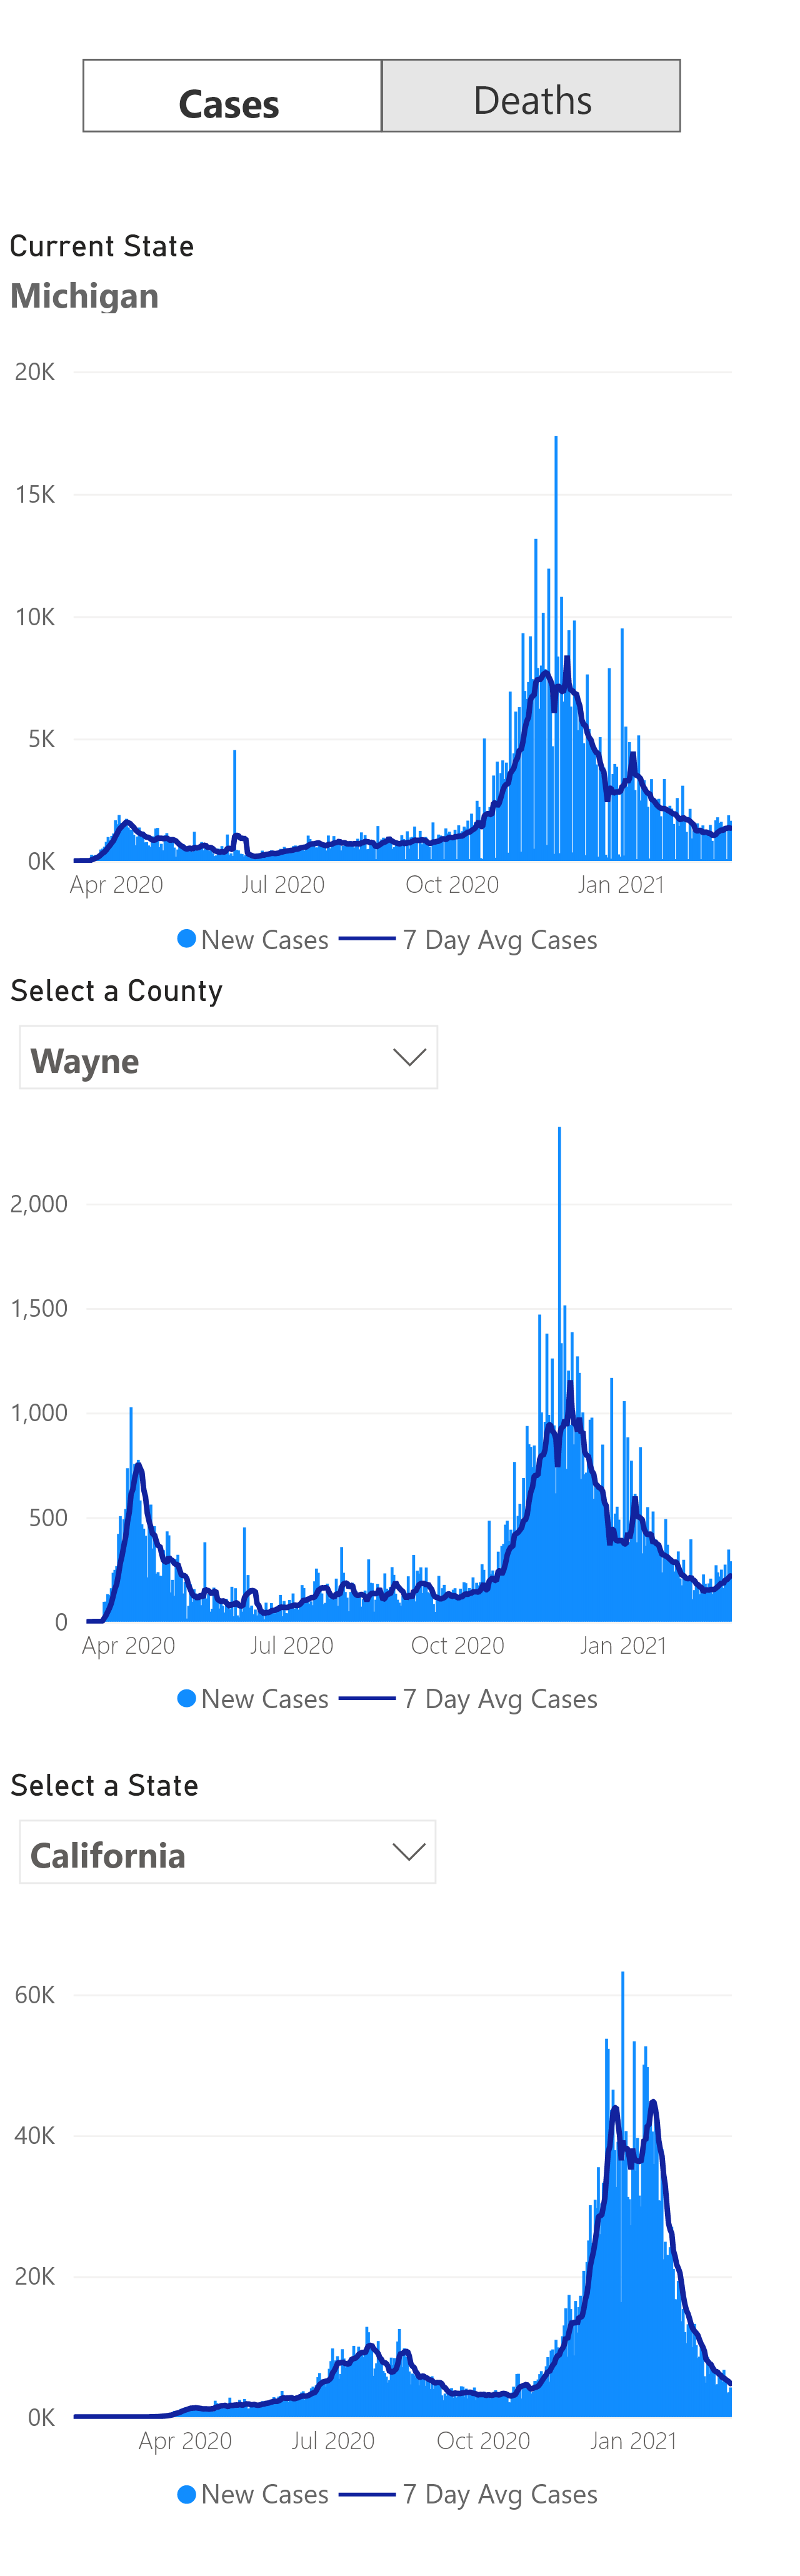 Cases Deaths
Current State
Michigan
20K
15K
10K
5K
0K
Apr 2020 Jul 2020 Oct 2020 Jan 2021
New Cases 7 Day Avg Cases
Select a County
Wayne
2,000
1,500
1,000
500
0
Apr 2020 Jul 2020 Oct 2020 Jan 2021
New Cases 7 Day Avg Cases
Select a State
California
60K
40K
20K
0K
Apr 2020 Jul 2020 Oct 2020 Jan 2021
New Cases 7 Day Avg Cases